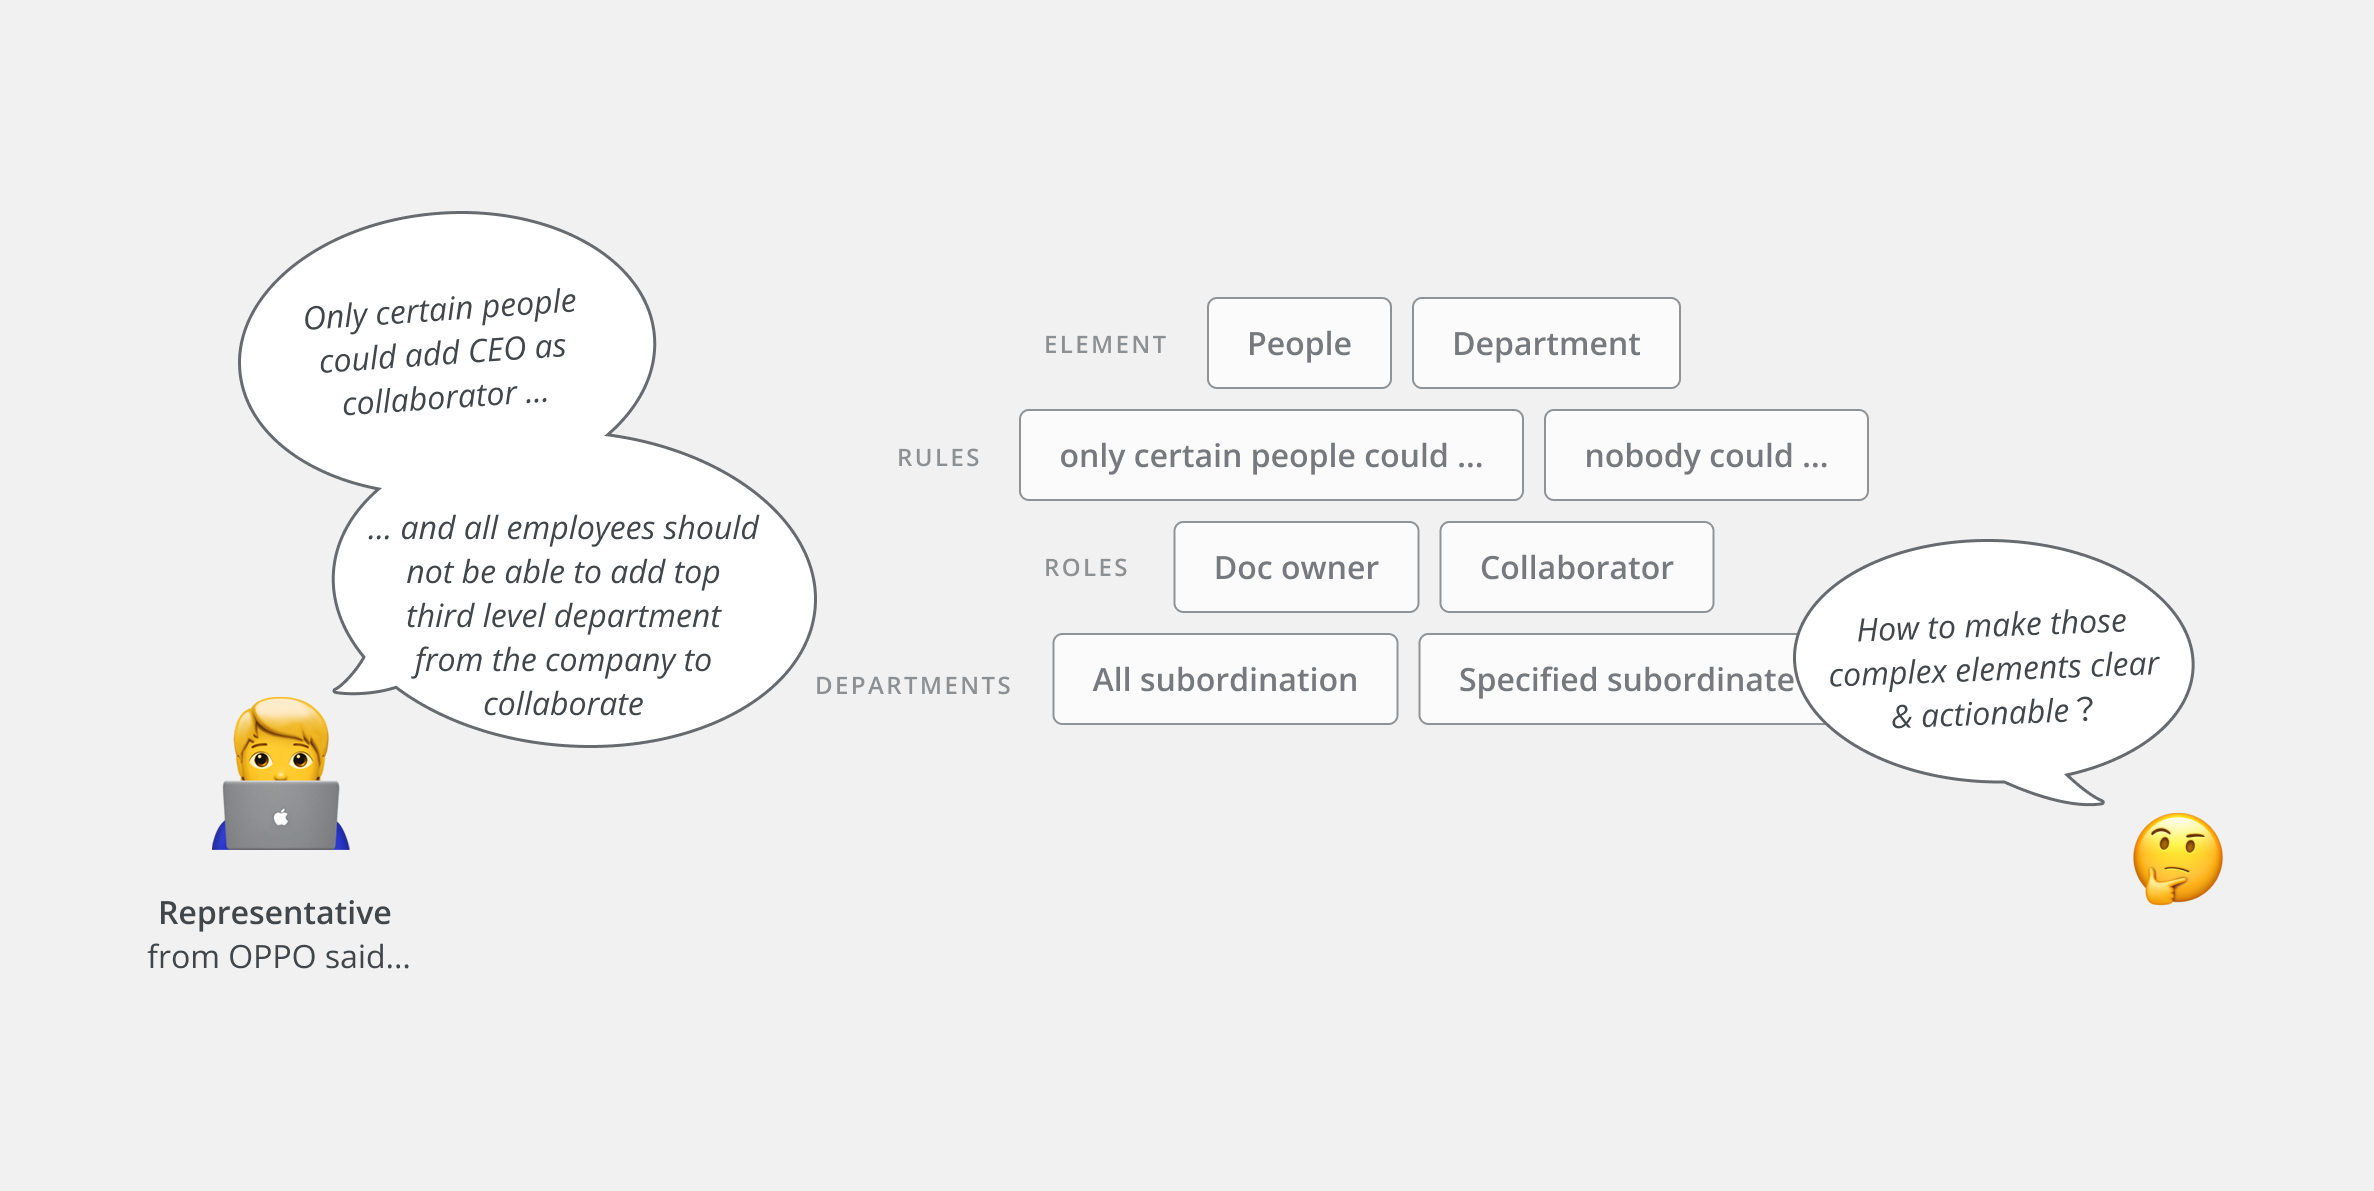 Only certain people
could add CEO as
collaborator ...
... and all employees should
not be able to add top
third level department
from the company to
collaborate
Representative
from OPPO said...
ELEMENT People Department
RULES only certain people could ... nobody could ...
ROLES Doc owner Collaborator
DEPARTMENTS All subordination Specified subordinate
How to make those
complex elements clear
& actionable ?